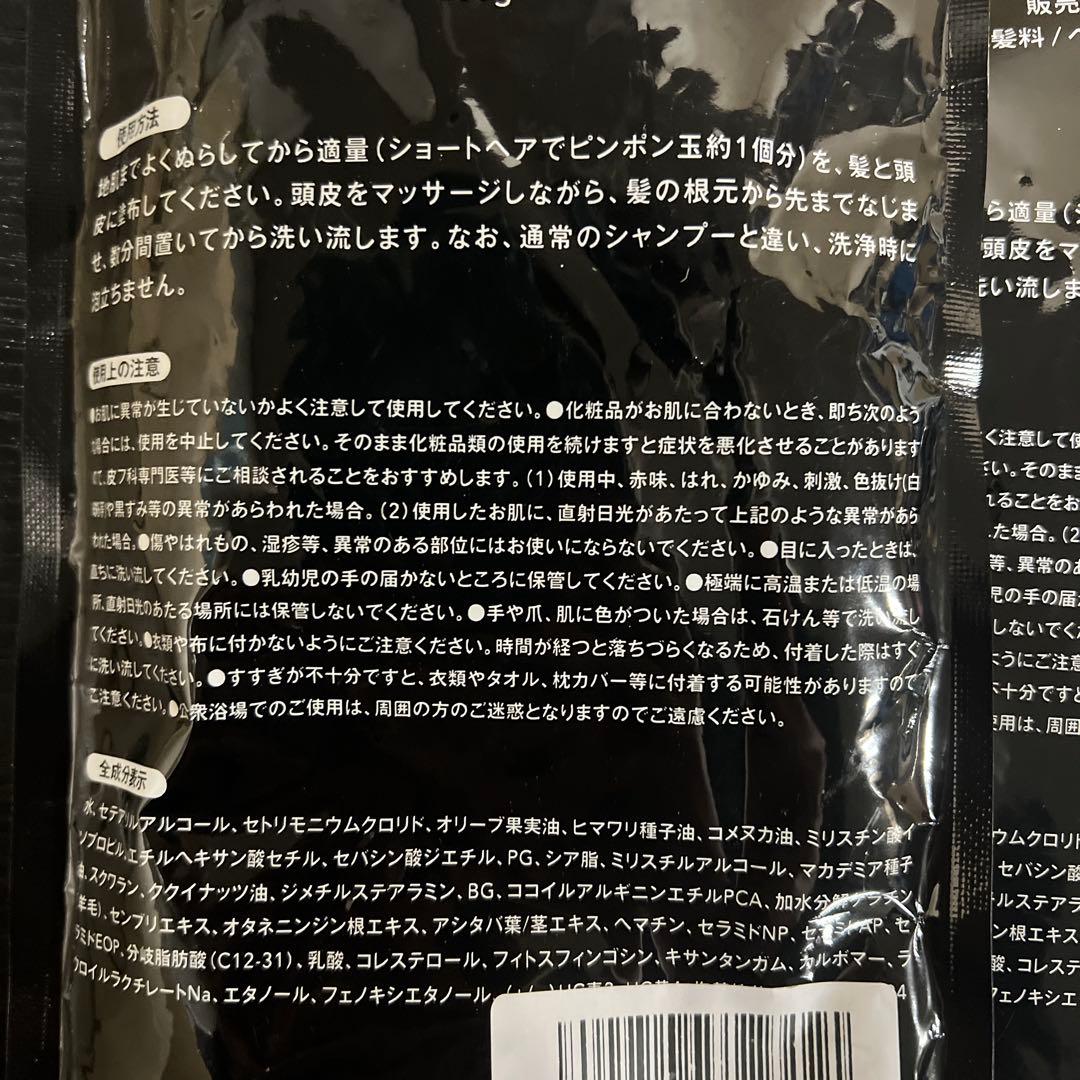 使用方法
地肌までよくぬらしてから適量(ショートヘアでピンポン玉約1個分)を、髪と頭
皮に塗布してください。頭皮をマッサージしながら、髪の根元から先までなじま
せ、数分間置いてから洗い流します。なお、通常のシャンプーと違い、洗浄時に
泡立ちません。
使用上の注意
●お肌に異常が生じていないかよく注意して使用してください。●化粧品がお肌に合わないとき、即ち次のよう
な場合には、使用を中止してください。そのまま化粧品類の使用を続けますと症状を悪化させることがあります
ので、皮フ科専門医等にご相談されることをおすすめします。(1)使用中、赤味、はれ、かゆみ、刺激、色抜け(白
斑等)や黒ずみ等の異常があらわれた場合。(2)使用したお肌に、直射日光があたって上記のような異常があら
われた場合。●傷やはれもの、湿疹等、異常のある部位にはお使いにならないでください。●目に入ったときは、
直ちに洗い流してください。●乳幼児の手の届かないところに保管してください。●極端に高温または低温の場
所、直射日光のあたる場所には保管しないでください。●手や爪、肌に色がついた場合は、石けん等で洗い流し
てください。●衣類や布に付かないようにご注意ください。時間が経つと落ちづらくなるため、付着した際はすぐ
に洗い流してください。●すすぎが不十分ですと、衣類やタオル、枕カバー等に付着する可能性がありますので
ご注意ください。●公衆浴場でのご使用は、周囲の方のご迷惑となりますのでご遠慮ください。
全成分表示
水、セテアリルアルコール、セトリモニウムクロリド、オリーブ果実油、ヒマワリ種子油、コメヌカ油、ミリスチン酸イ
ソプロピル、エチルヘキサン酸セチル、セバシン酸ジエチル、PG、シア脂、ミリスチルアルコール、マカデミア種子
油、スクワラン、ククイナッツ油、ジメチルステアラミン、BG、ココイルアルギニンエチルPCA、加水分解ケラチン
(羊毛)、センブリエキス、オタネニンジン根エキス、アシタバ葉/茎エキス、ヘマチン、セラミドNP、セラミドAP、セ
ラミドEOP、分岐脂肪酸(C12-31)、乳酸、コレステロール、フィトスフィンゴシン、キサンタンガム、カルボマー、ラ
ウロイルラクチレートNa、エタノール、フェノキシエタノール、
販売
髪料/ヘ
ら適量(シ
頭皮をマ
洗い流しま
く注意して使
さい。そのまま
れることをお
た場合。(2)
等、異常のあ
児の手の届か
しないでくだ
ようにご注意
不十分ですと
使用は、周囲
ウムクロリド
セバシン酸
ルステアラ
ン根エキス
酸、コレステ
フェノキシエ